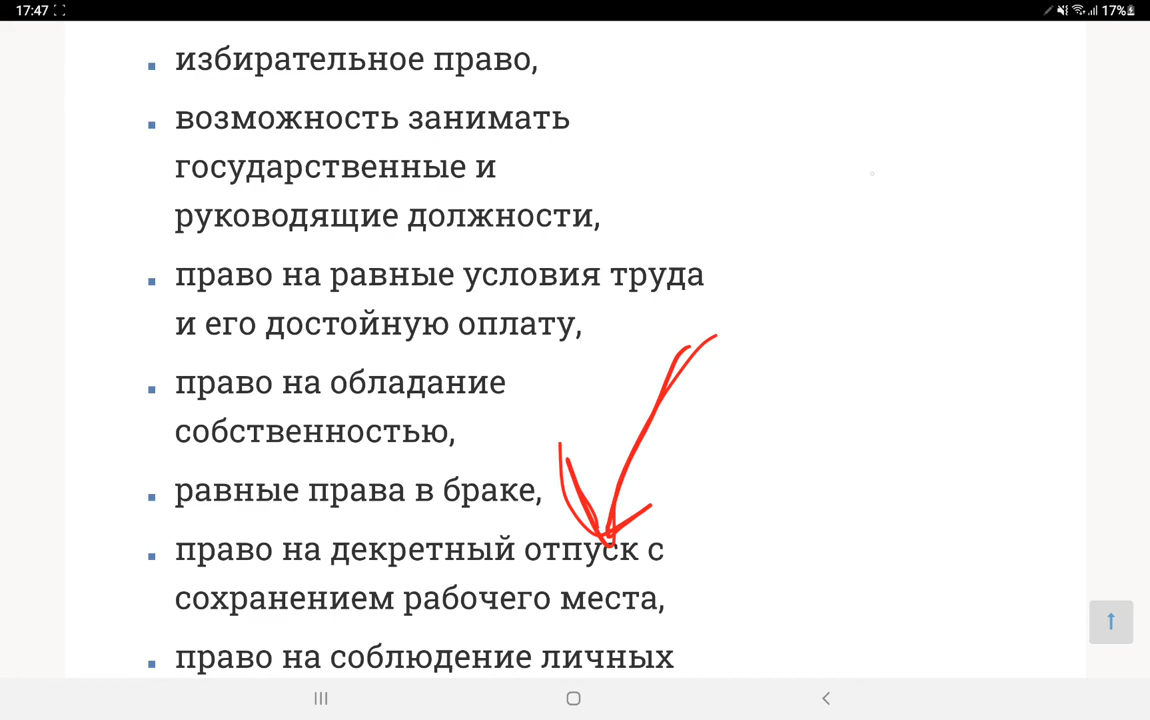 17:47
17%
избирательное право,
возможность занимать
государственные и
руководящие должности,
право на равные условия труда
и его достойную оплату,
право на обладание
собственностью,
равные права в браке,
право на декретный отпуск с
сохранением рабочего места,
право на соблюдение личных